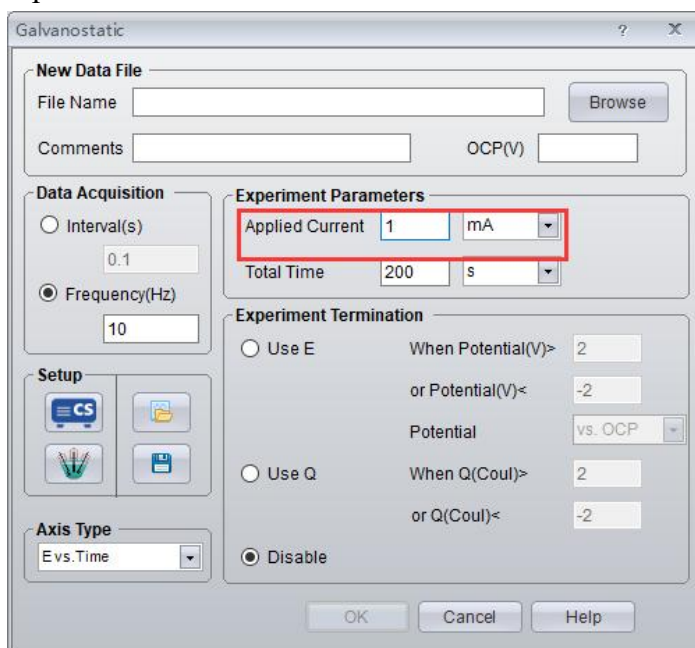 Galvanostatic ? X
New Data File
File Name Browse
Comments OCP(V)
Data Acquisition
Interval(s)
0.1
Frequency(Hz)
10
Experiment Parameters
Applied Current 1 mA
Total Time 200 s
Experiment Termination
Use E When Potential(V)> 2
or Potential(V)< -2
Potential vs. OCP
Use Q When Q(Coul)> 2
or Q(Coul)< -2
Disable
Setup
CS
Axis Type
E vs.Time
OK Cancel Help